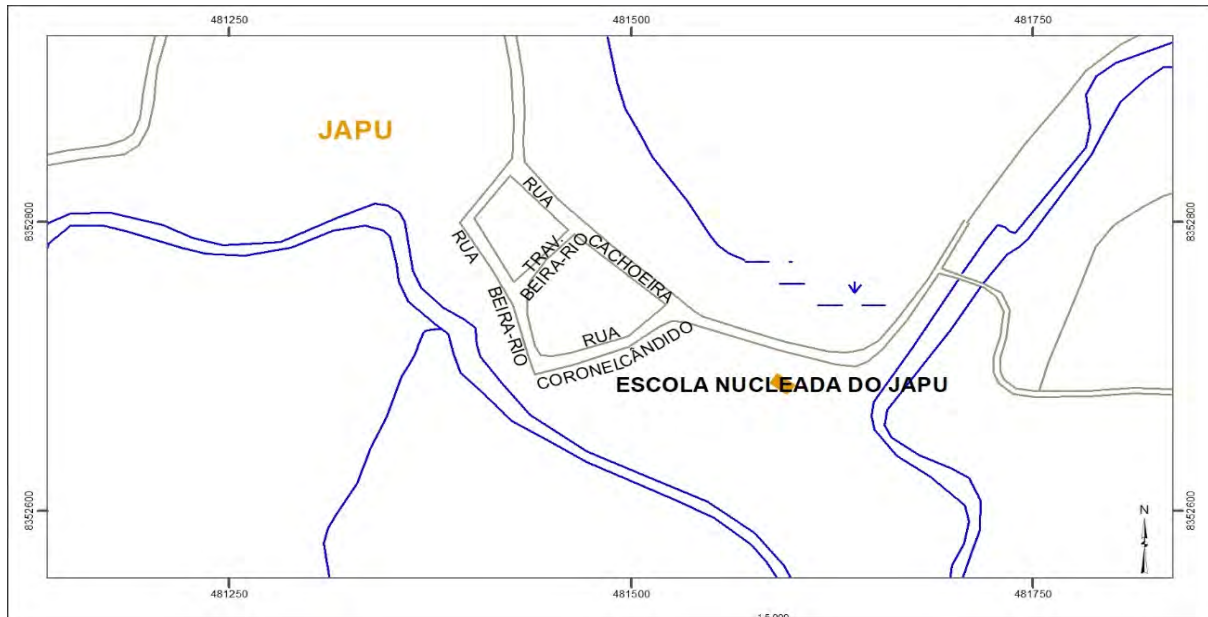 481250 481500 481750
JAPU
RUA
8352800 8352800
RUA
TRAV.
BEIRA-RIO
CACHOEIRA
BEIRA-RIO
RUA
CORONEL CÂNDIDO
ESCOLA NUCLEADA DO JAPU
8352600 8352600
N
481250 481500 481750